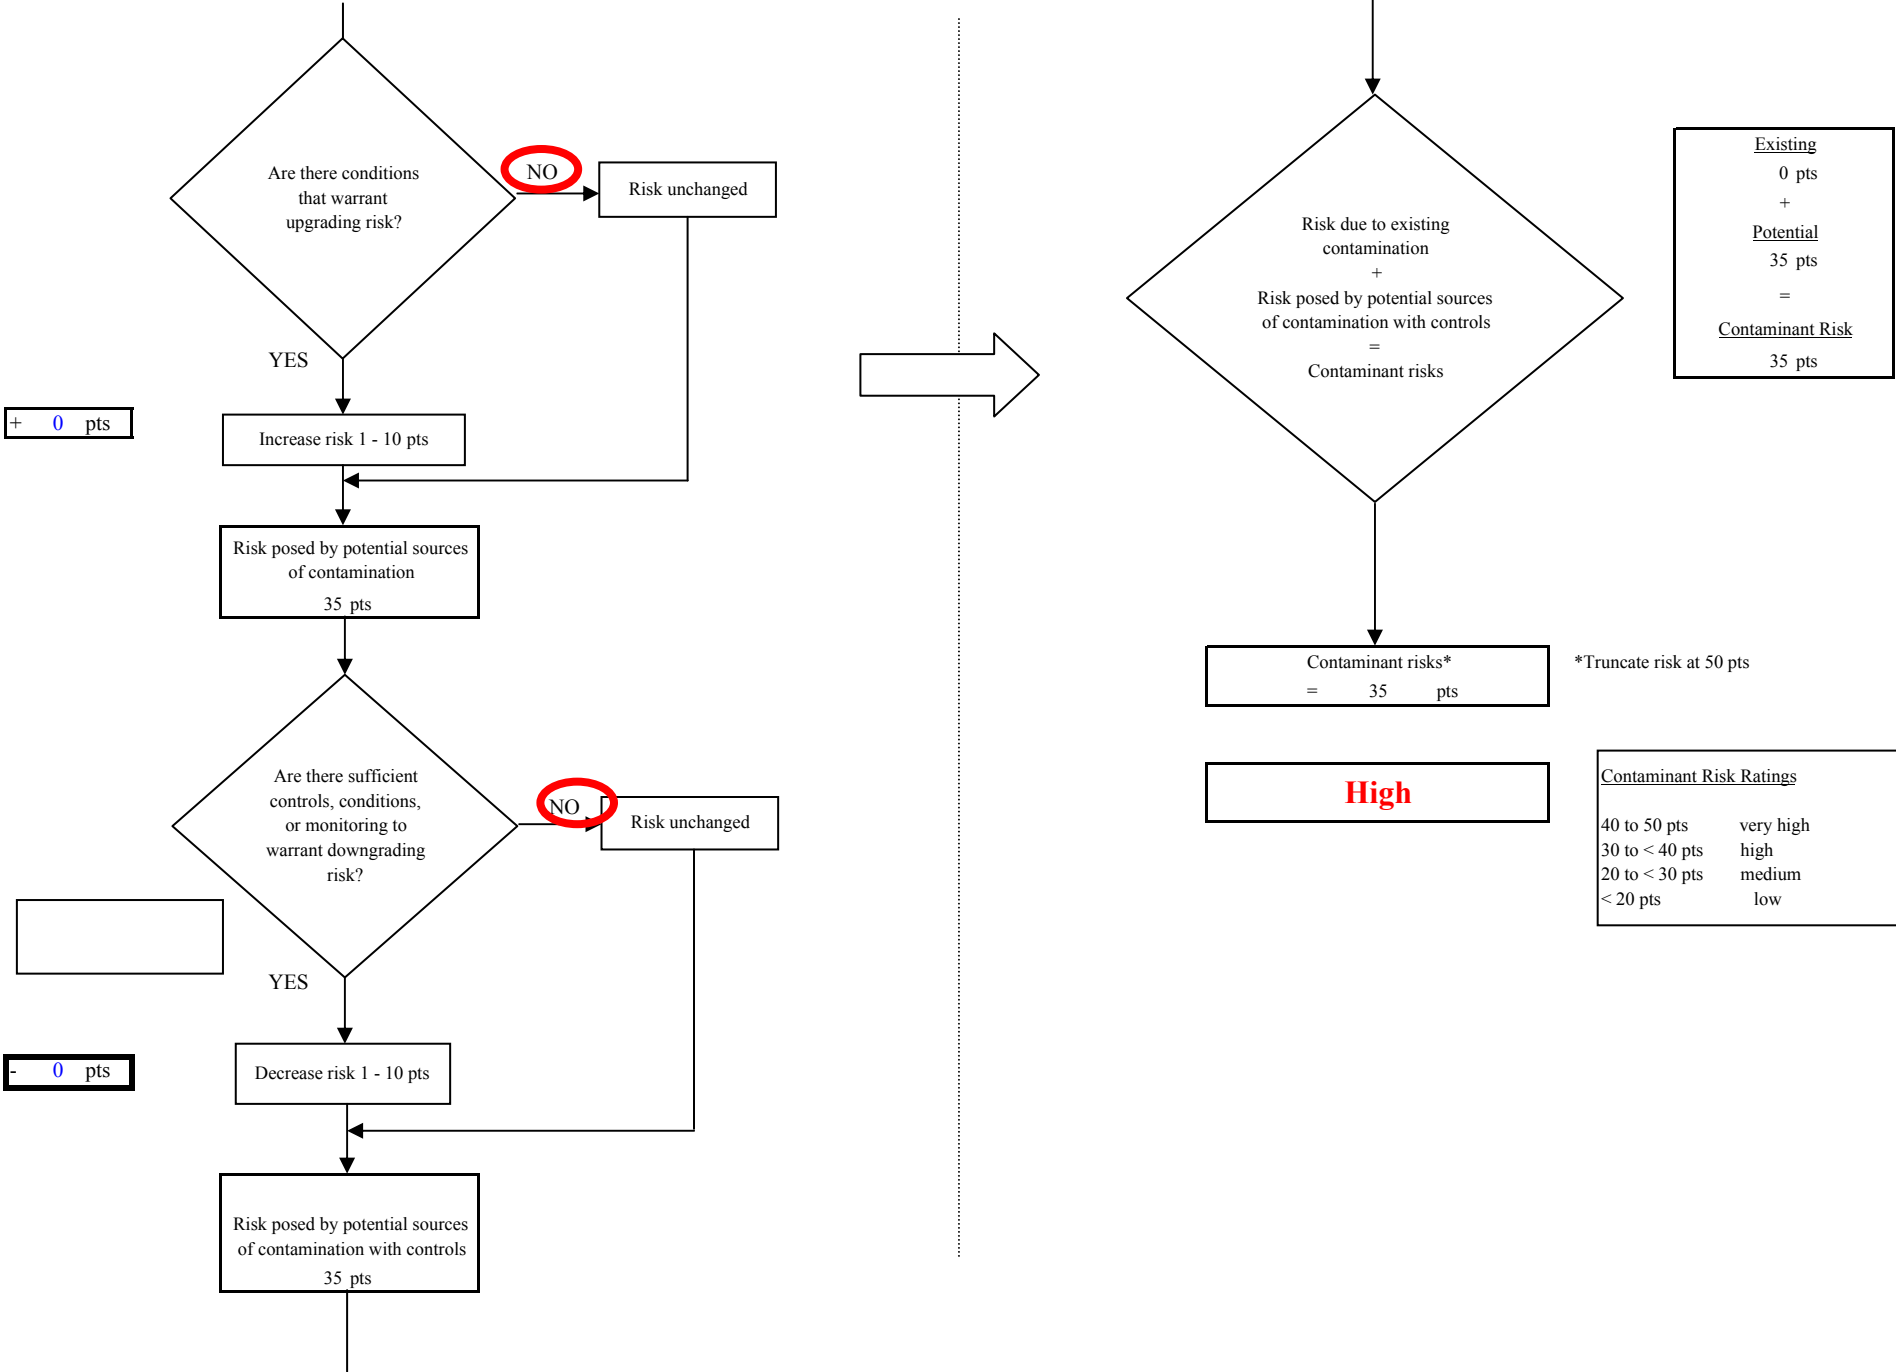 Are there conditions
that warrant
upgrading risk?
NO
Risk unchanged
YES
+ 0 pts
Increase risk 1 - 10 pts
Risk posed by potential sources
of contamination
35 pts
Are there sufficient
controls, conditions,
or monitoring to
warrant downgrading
risk?
NO
Risk unchanged
YES
- 0 pts
Decrease risk 1 - 10 pts
Risk posed by potential sources
of contamination with controls
35 pts
Risk due to existing
contamination
+
Risk posed by potential sources
of contamination with controls
=
Contaminant risks
Existing
0 pts
+
Potential
35 pts
=
Contaminant Risk
35 pts
Contaminant risks*
= 35 pts
*Truncate risk at 50 pts
High
Contaminant Risk Ratings
40 to 50 pts very high
30 to < 40 pts high
20 to < 30 pts medium
< 20 pts low